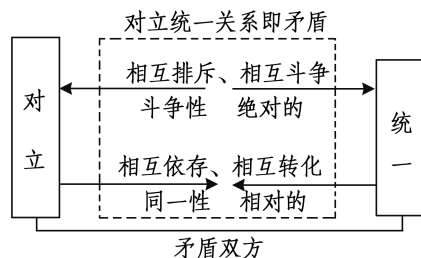 对立统一关系即矛盾
对立
相互排斥、相互斗争
斗争性 绝对的
统一
相互依存、相互转化
同一性 相对的
矛盾双方